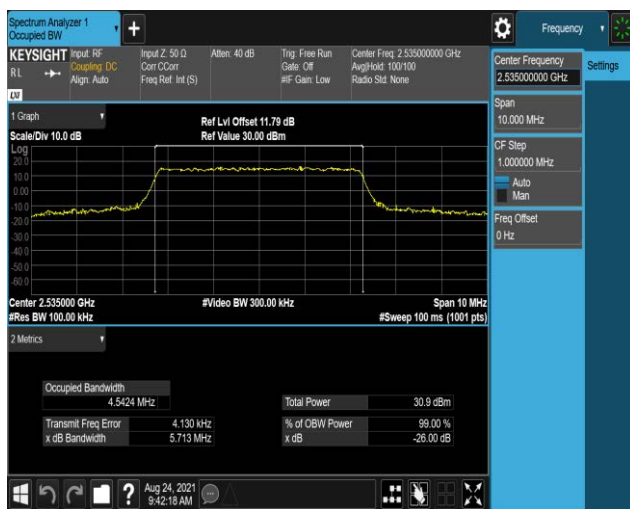 Spectrum Analyzer 1
Occupied BW
Frequency
KEYSIGHT
RL
LXI
Input: RF
Coupling: DC
Align: Auto
Input Z: 50 Ω
Corr CCorr
Freq Ref: Int (S)
Atten: 40 dB
Trig: Free Run
Gate: Off
#IF Gain: Low
Center Freq: 2.535000000 GHz
Avg|Hold: 100/100
Radio Std: None
Center Frequency
2.535000000 GHz
Settings
Span
10.000 MHz
CF Step
1.000000 MHz
Auto
Man
Freq Offset
0 Hz
1 Graph
Scale/Div 10.0 dB
Ref Lvl Offset 11.79 dB
Ref Value 30.00 dBm
Log
20.0
10.0
0.00
-10.0
-20.0
-30.0
-40.0
-50.0
-60.0
Center 2.535000 GHz
#Video BW 300.00 kHz
Span 10 MHz
#Res BW 100.00 kHz
#Sweep 100 ms (1001 pts)
2 Metrics
Occupied Bandwidth
4.5424 MHz
Total Power 30.9 dBm
Transmit Freq Error 4.130 kHz
% of OBW Power 99.00 %
x dB Bandwidth 5.713 MHz
x dB -26.00 dB
?
Aug 24, 2021
9:42:18 AM